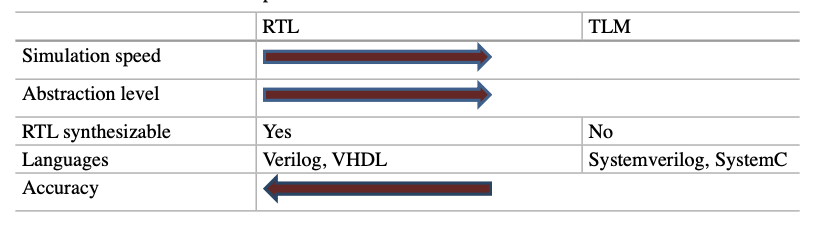 RTL TLM
Simulation speed
Abstraction level
RTL synthesizable Yes No
Languages Verilog, VHDL Systemverilog, SystemC
Accuracy